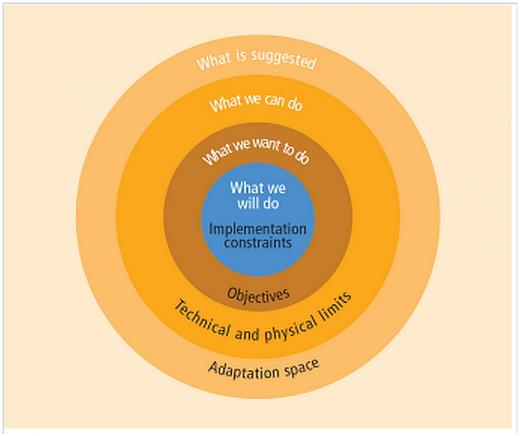 What is suggested
What we can do
What we want to do
What we
will do
Implementation
constraints
Objectives
Technical and physical limits
Adaptation space